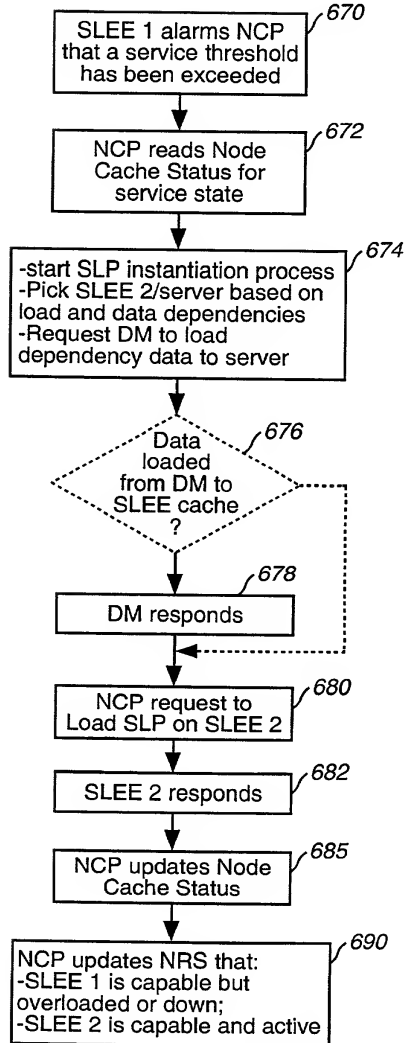 670
SLEE 1 alarms NCP
that a service threshold
has been exceeded
672
NCP reads Node
Cache Status for
service state
674
-start SLP instantiation process
-Pick SLEE 2/server based on
load and data dependencies
-Request DM to load
dependency data to server
676
Data
loaded
from DM to
SLEE cache
?
678
DM responds
680
NCP request to
Load SLP on SLEE 2
682
SLEE 2 responds
685
NCP updates Node
Cache Status
690
NCP updates NRS that:
-SLEE 1 is capable but
overloaded or down;
-SLEE 2 is capable and active